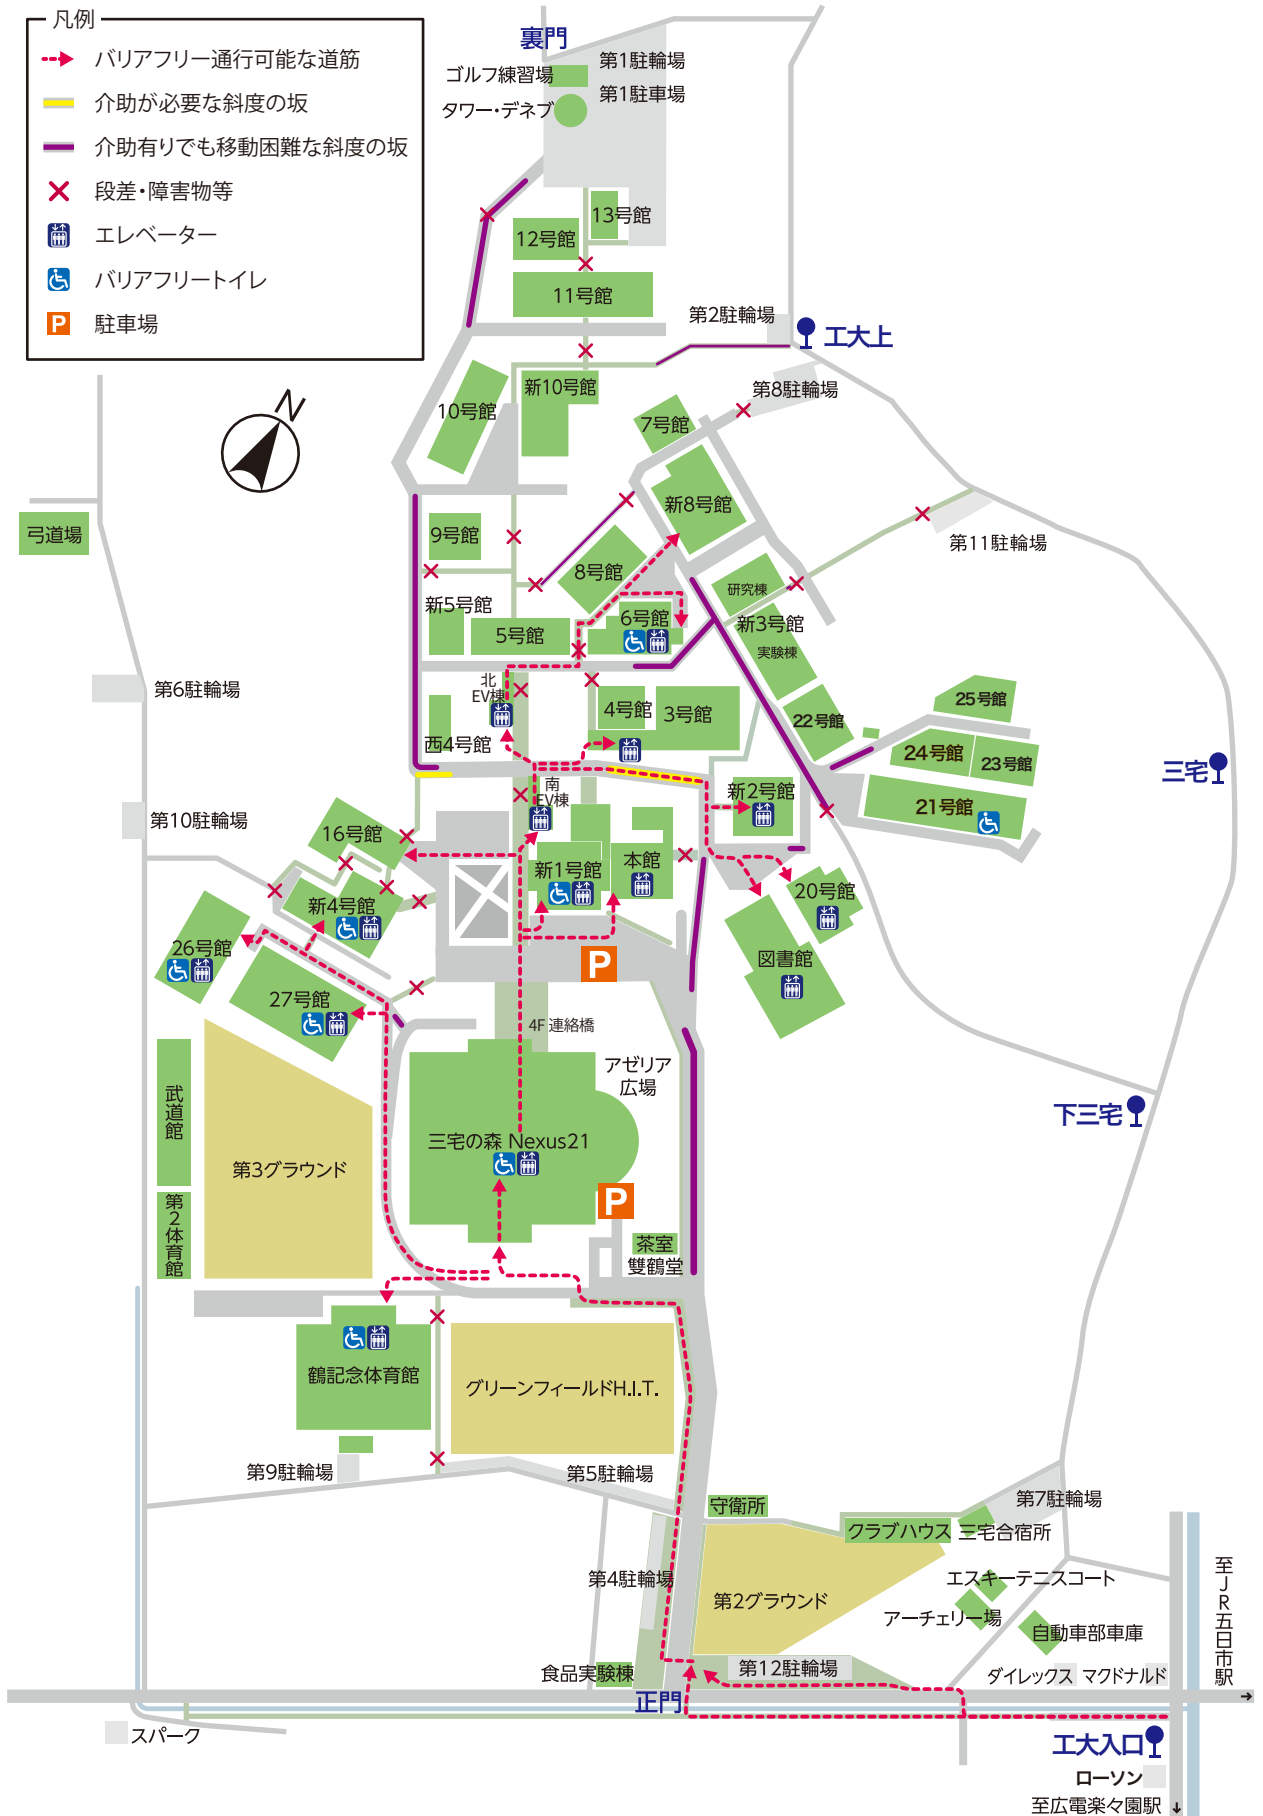 凡例
バリアフリー通行可能な道筋
介助が必要な斜度の坂
介助有りでも移動困難な斜度の坂
段差・障害物等
エレベーター
バリアフリートイレ
P 駐車場
N
裏門
ゴルフ練習場
第1駐輪場
第1駐車場
タワー・デネブ
13号館
12号館
11号館
第2駐輪場
工大上
新10号館
第8駐輪場
10号館
7号館
新8号館
弓道場
9号館
第11駐輪場
8号館
研究棟
新5号館
6号館
新3号館
5号館
実験棟
第6駐輪場
北
EV棟
4号館
3号館
25号館
22号館
西4号館
24号館
23号館
三宅
南
EV棟
新2号館
21号館
第10駐輪場
16号館
新1号館
本館
20号館
新4号館
26号館
図書館
P
27号館
4F 連絡橋
アゼリア
広場
下三宅
武道館
三宅の森 Nexus21
第3グラウンド
P
第2体育館
茶室
雙鶴堂
鶴記念体育館
グリーンフィールドH.I.T.
第9駐輪場
第5駐輪場
第7駐輪場
守衛所
クラブハウス
三宅合宿所
第4駐輪場
エスキーテニスコート
第2グラウンド
アーチェリー場
自動車部車庫
至JR五日市駅
食品実験棟
第12駐輪場
ダイレックス
マクドナルド
正門
スパーク
工大入口
ローソン
至広電楽々園駅